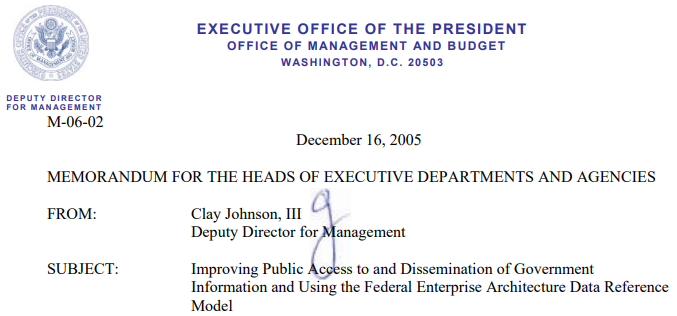 EXECUTIVE OFFICE OF THE PRESIDENT
OFFICE OF MANAGEMENT AND BUDGET
WASHINGTON, D.C. 20503
DEPUTY DIRECTOR
FOR MANAGEMENT
M-06-02
December 16, 2005
MEMORANDUM FOR THE HEADS OF EXECUTIVE DEPARTMENTS AND AGENCIES
FROM: Clay Johnson, III
Deputy Director for Management
SUBJECT: Improving Public Access to and Dissemination of Government
Information and Using the Federal Enterprise Architecture Data Reference
Model